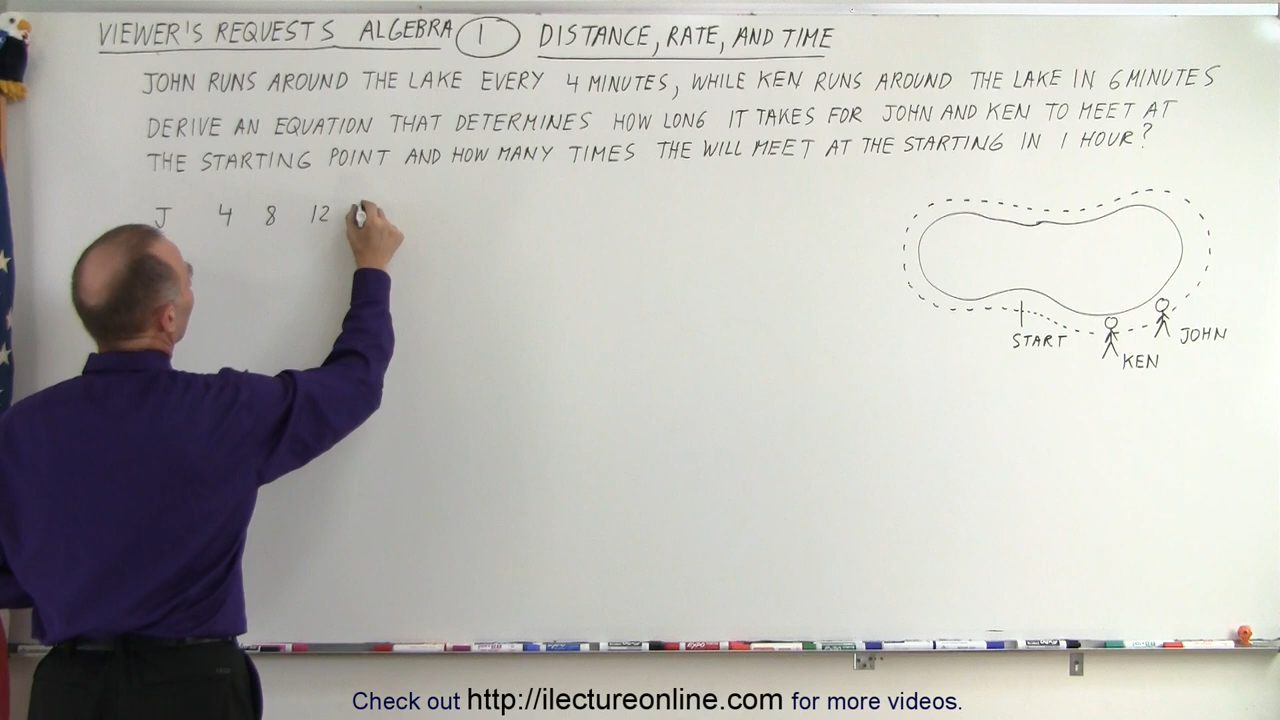 VIEWER'S REQUESTS ALGEBRA 1 DISTANCE, RATE, AND TIME
JOHN RUNS AROUND THE LAKE EVERY 4 MINUTES, WHILE KEN RUNS AROUND THE LAKE IN 6 MINUTES
DERIVE AN EQUATION THAT DETERMINES HOW LONG IT TAKES FOR JOHN AND KEN TO MEET AT
THE STARTING POINT AND HOW MANY TIMES THE WILL MEET AT THE STARTING IN 1 HOUR?
J 4 8 12
START
JOHN
KEN
Check out http://ilectureonline.com for more videos.